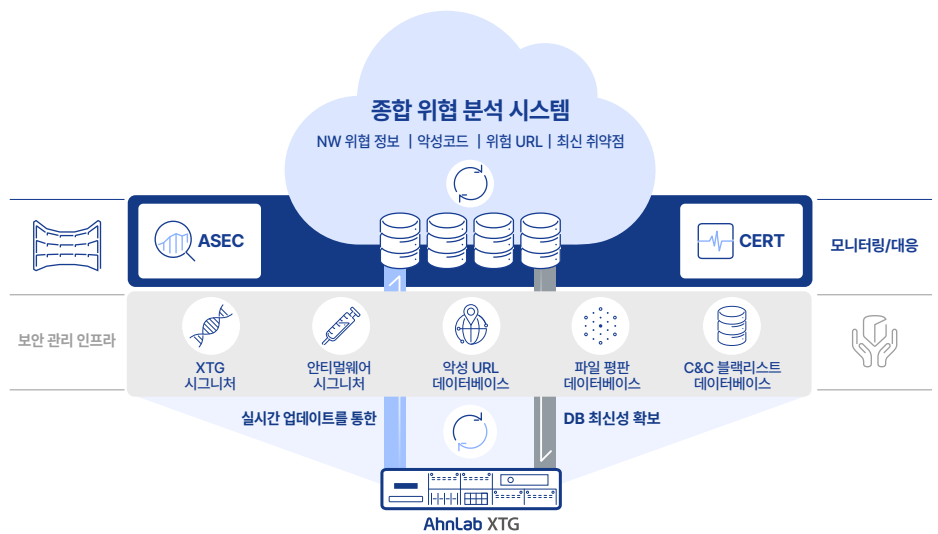 종합 위협 분석 시스템
NW 위협 정보 | 악성코드 | 위험 URL | 최신 취약점
ASEC
CERT
모니터링/대응
보안 관리 인프라
XTG
시그니처
안티멀웨어
시그니처
악성 URL
데이터베이스
파일 평판
데이터베이스
C&C 블랙리스트
데이터베이스
실시간 업데이트를 통한
DB 최신성 확보
AhnLab XTG